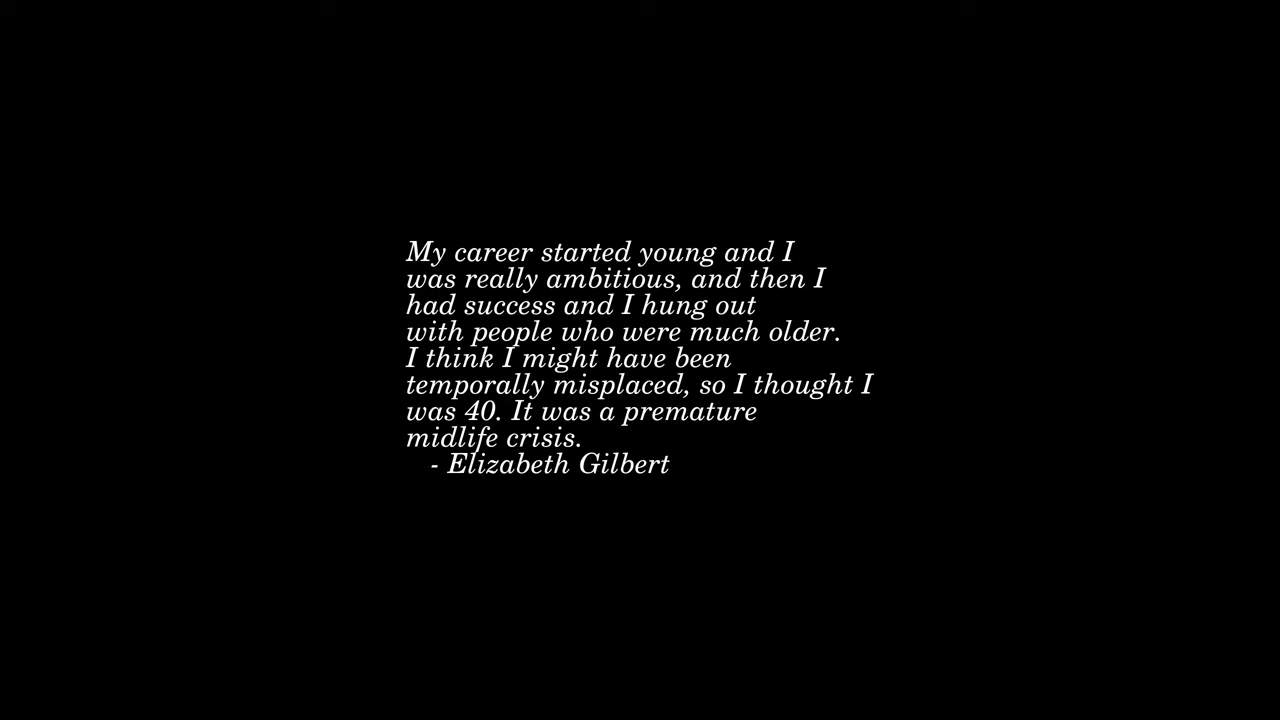 My career started young and I
was really ambitious, and then I
had success and I hung out
with people who were much older.
I think I might have been
temporally misplaced, so I thought I
was 40. It was a premature
midlife crisis.
- Elizabeth Gilbert